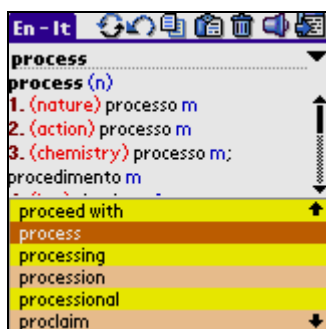 En - It
process
process (n)
1. (nature) processo m
2. (action) processo m
3. (chemistry) processo m;
procedimento m
proceed with
process
processing
procession
processional
proclaim